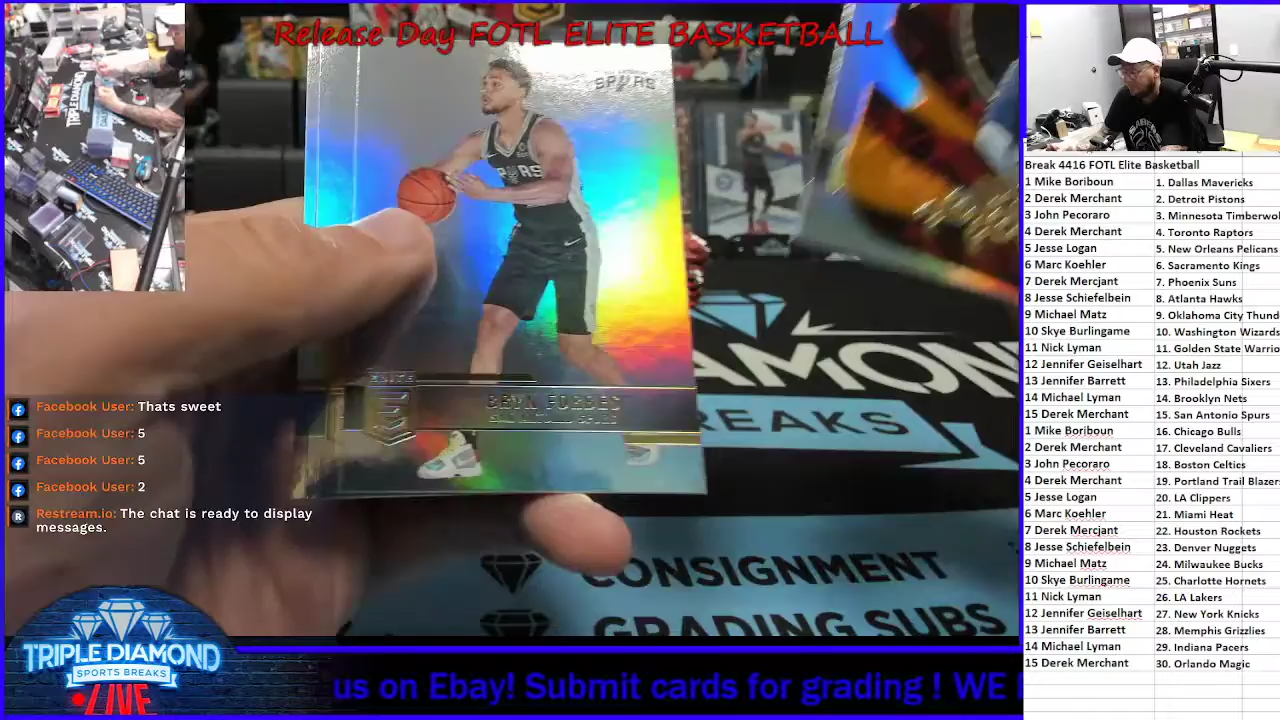 Release Day FOTL ELITE BASKETBALL
SPURS
BRYN FORBES
ELITE
DIAMOND
BREAKS
CONSIGNMENT
GRADING SUBS
Facebook User: Thats sweet
Facebook User: 5
Facebook User: 5
Facebook User: 2
Restream.io: The chat is ready to display
messages.
TRIPLE DIAMOND
SPORTS BREAKS
LIVE
us on Ebay! Submit cards for grading ! WE
Break 4416 FOTL Elite Basketball
1 Mike Boriboun 1. Dallas Mavericks
2 Derek Merchant 2. Detroit Pistons
3 John Pecoraro 3. Minnesota Timberwo
4 Derek Merchant 4. Toronto Raptors
5 Jesse Logan 5. New Orleans Pelicans
6 Marc Koehler 6. Sacramento Kings
7 Derek Mercjant 7. Phoenix Suns
8 Jesse Schiefelbein 8. Atlanta Hawks
9 Michael Matz 9. Oklahoma City Thund
10 Skye Burlingame 10. Washington Wizards
11 Nick Lyman 11. Golden State Warrio
12 Jennifer Geiselhart 12. Utah Jazz
13 Jennifer Barrett 13. Philadelphia Sixers
14 Michael Lyman 14. Brooklyn Nets
15 Derek Merchant 15. San Antonio Spurs
1 Mike Boriboun 16. Chicago Bulls
2 Derek Merchant 17. Cleveland Cavaliers
3 John Pecoraro 18. Boston Celtics
4 Derek Merchant 19. Portland Trail Blazers
5 Jesse Logan 20. LA Clippers
6 Marc Koehler 21. Miami Heat
7 Derek Mercjant 22. Houston Rockets
8 Jesse Schiefelbein 23. Denver Nuggets
9 Michael Matz 24. Milwaukee Bucks
10 Skye Burlingame 25. Charlotte Hornets
11 Nick Lyman 26. LA Lakers
12 Jennifer Geiselhart 27. New York Knicks
13 Jennifer Barrett 28. Memphis Grizzlies
14 Michael Lyman 29. Indiana Pacers
15 Derek Merchant 30. Orlando Magic